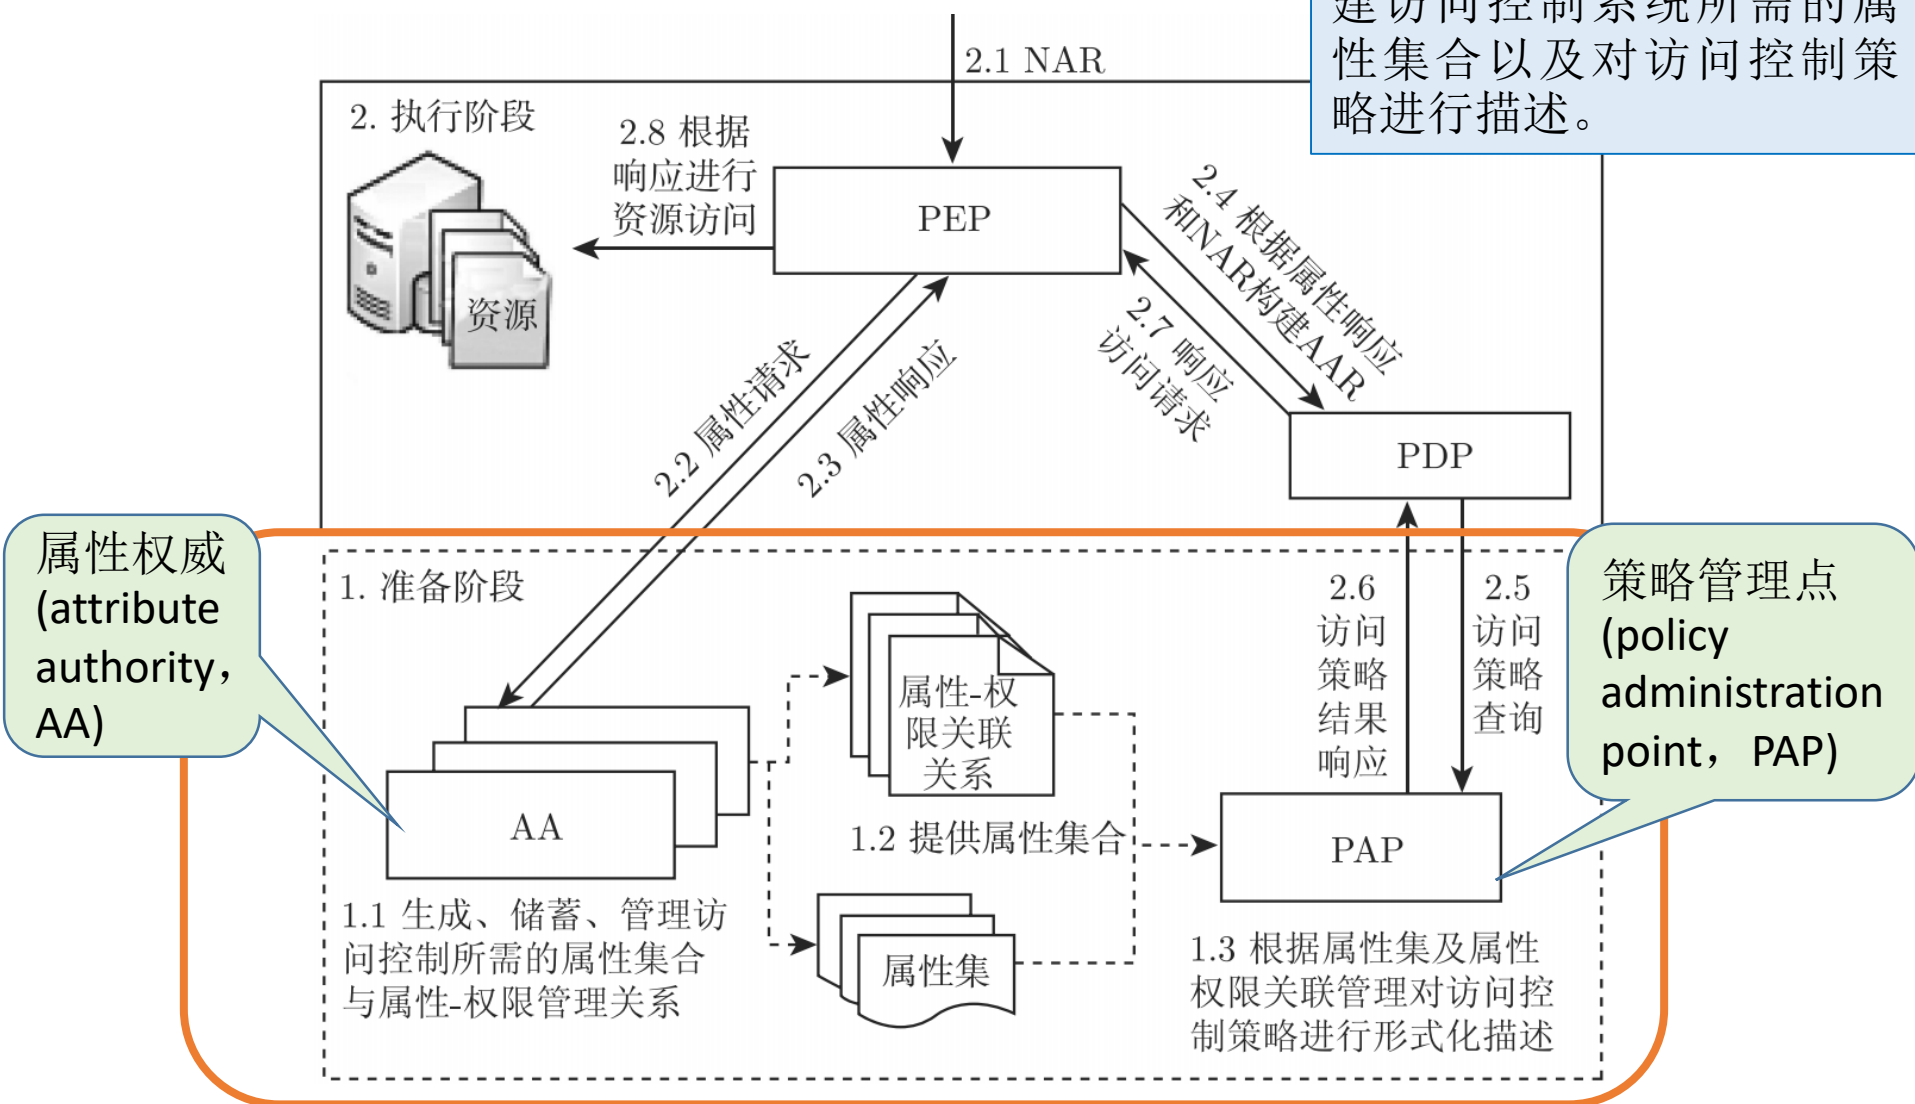 建访问控制系统所需的属
性集合以及对访问控制策
略进行描述。
2.1 NAR
2. 执行阶段
2.8 根据
响应进行
资源访问
PEP
2.4 根据属性响应
和NAR构建AAR
2.7 响应
访问请求
资源
2.2 属性请求
2.3 属性响应
PDP
属性权威
(attribute
authority，
AA)
1. 准备阶段
2.6
访问
策略
结果
响应
2.5
访问
策略
查询
策略管理点
(policy
administration
point，PAP)
属性-权
限关联
关系
AA
1.2 提供属性集合
PAP
1.1 生成、储蓄、管理访
问控制所需的属性集合
与属性-权限管理关系
属性集
1.3 根据属性集及属性
权限关联管理对访问控
制策略进行形式化描述